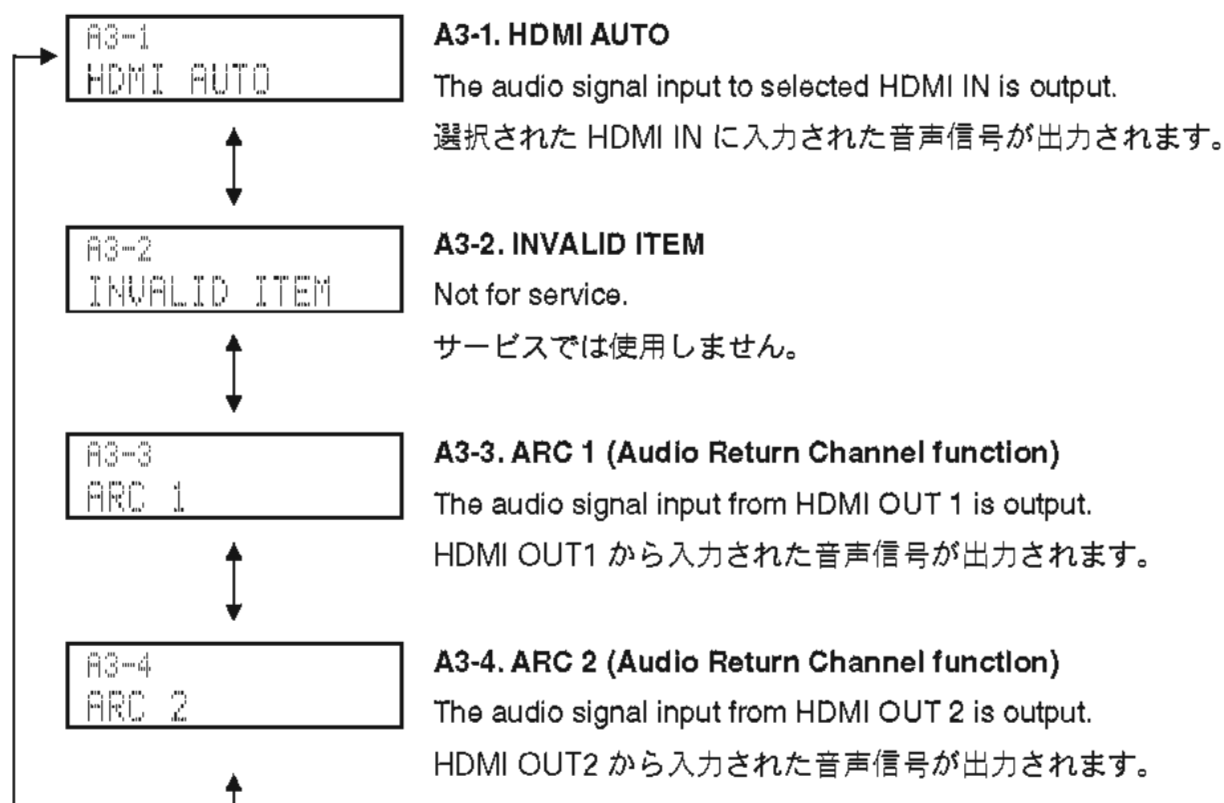 A3-1
HDMI AUTO
A3-1. HDMI AUTO
The audio signal input to selected HDMI IN is output.
選択された HDMI IN に入力された音声信号が出力されます。
A3-2
INVALID ITEM
A3-2. INVALID ITEM
Not for service.
サービスでは使用しません。
A3-3
ARC 1
A3-3. ARC 1 (Audio Return Channel function)
The audio signal input from HDMI OUT 1 is output.
HDMI OUT1 から入力された音声信号が出力されます。
A3-4
ARC 2
A3-4. ARC 2 (Audio Return Channel function)
The audio signal input from HDMI OUT 2 is output.
HDMI OUT2 から入力された音声信号が出力されます。